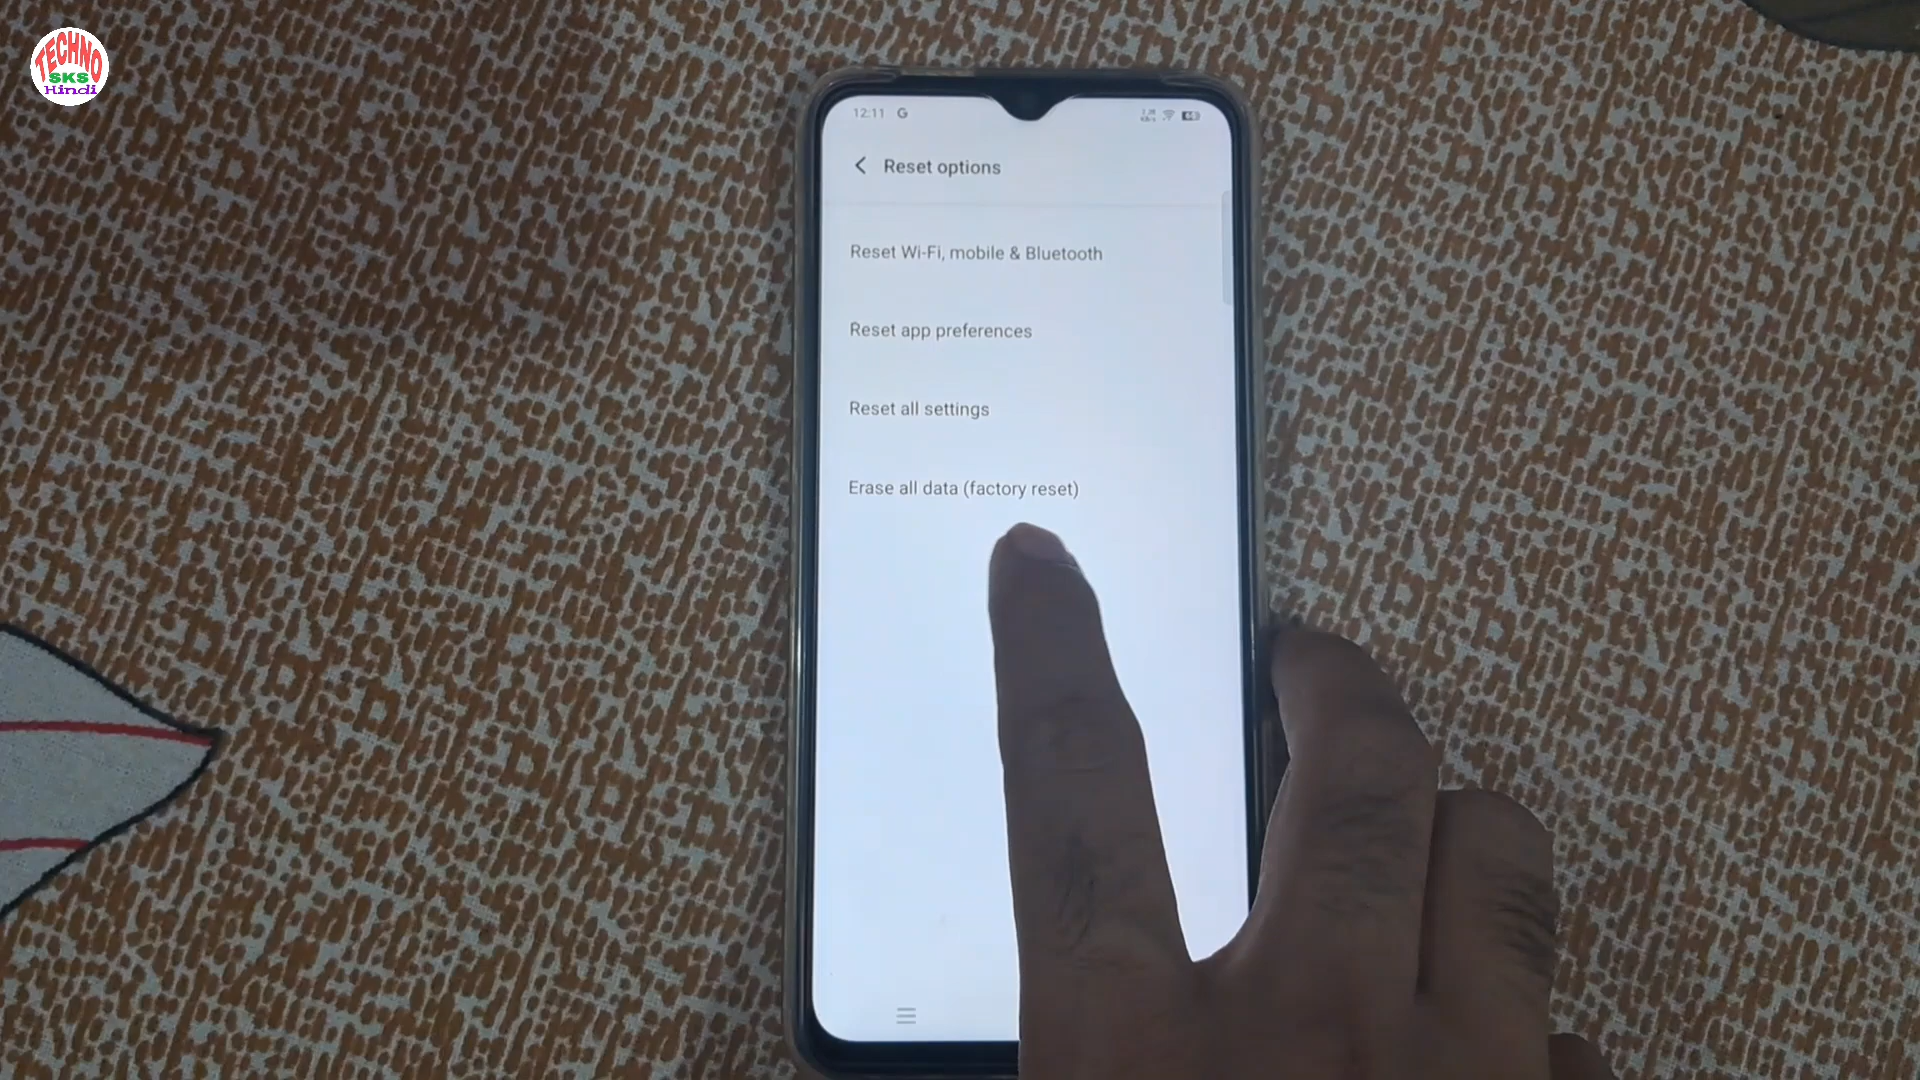 TECHNO
SKS
Hindi
12:11 G
Reset options
Reset Wi-Fi, mobile & Bluetooth
Reset app preferences
Reset all settings
Erase all data (factory reset)